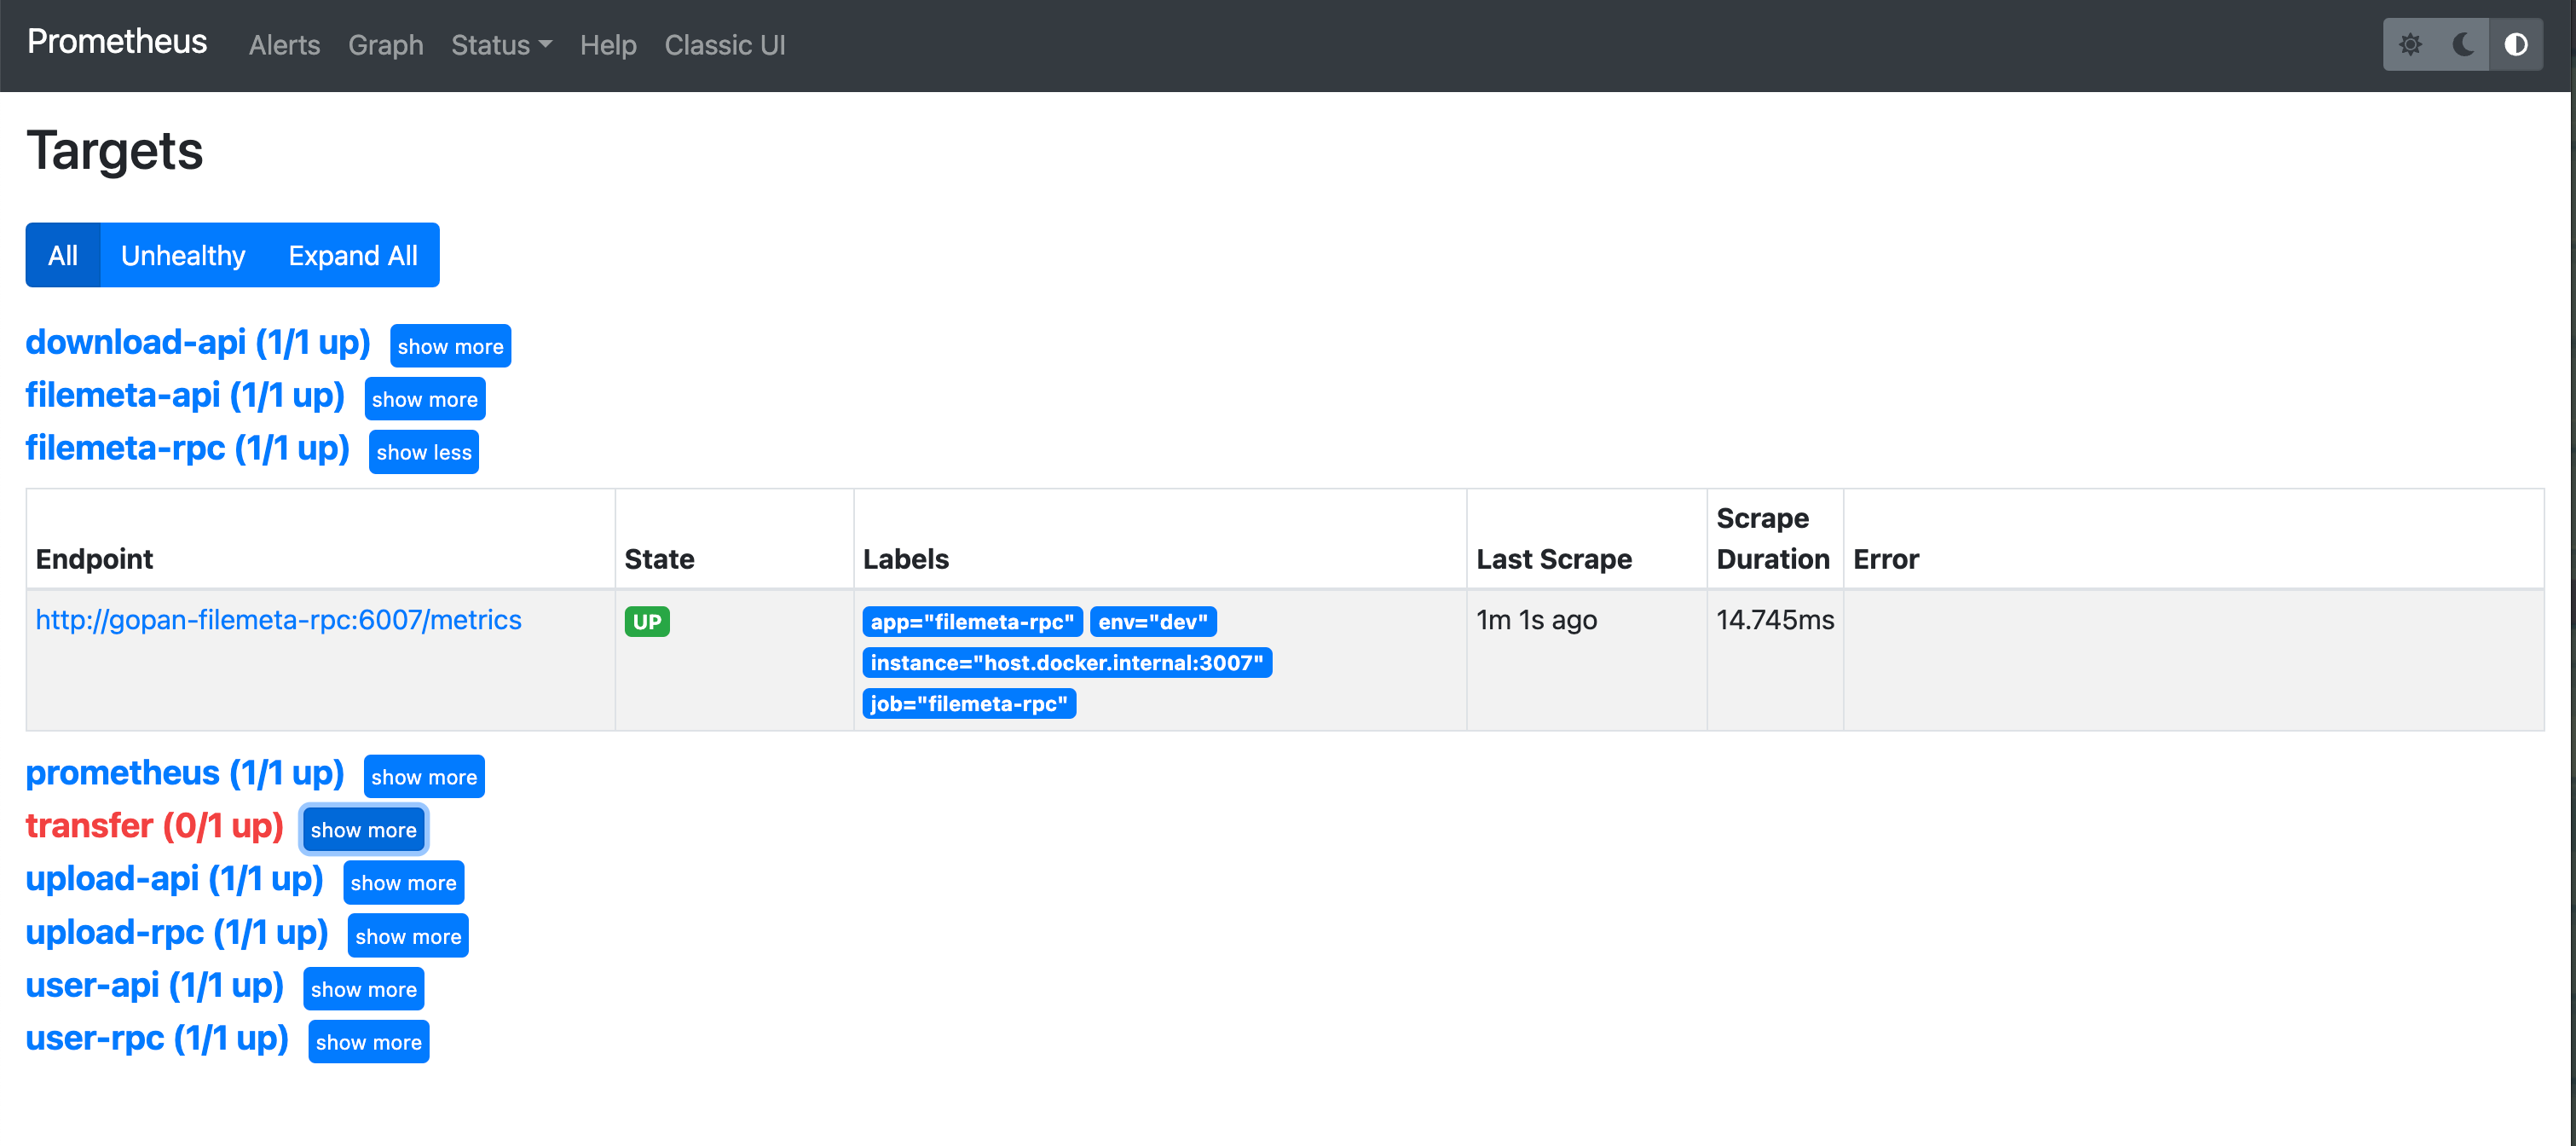 Prometheus Alerts Graph Status Help Classic UI
Targets
All Unhealthy Expand All
download-api (1/1 up) show more
filemeta-api (1/1 up) show more
filemeta-rpc (1/1 up) show less
Endpoint State Labels Last Scrape Scrape Duration Error
http://gopan-filemeta-rpc:6007/metrics UP app="filemeta-rpc" env="dev" 1m 1s ago 14.745ms
instance="host.docker.internal:3007"
job="filemeta-rpc"
prometheus (1/1 up) show more
transfer (0/1 up) show more
upload-api (1/1 up) show more
upload-rpc (1/1 up) show more
user-api (1/1 up) show more
user-rpc (1/1 up) show more